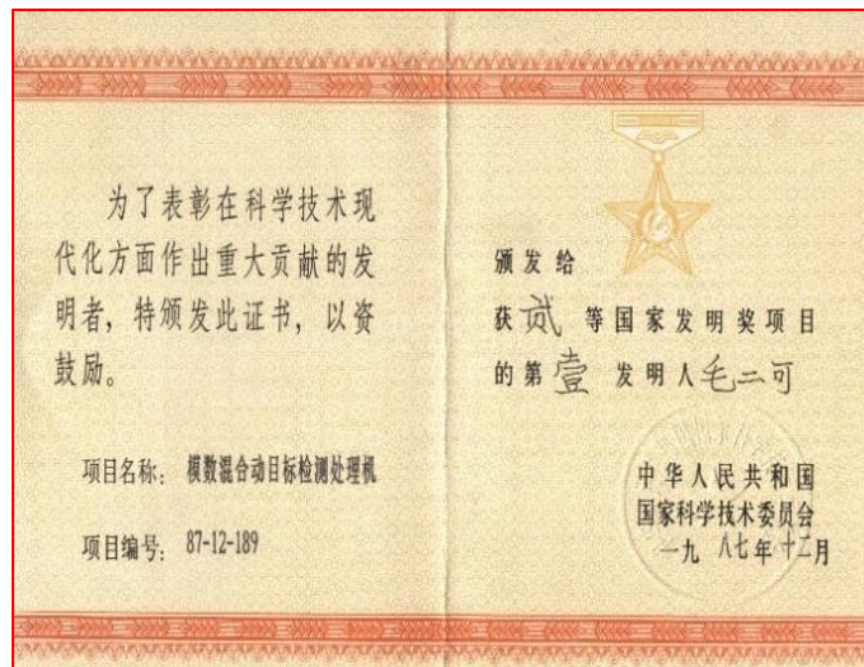 为了表彰在科学技术现
代化方面作出重大贡献的发
明者，特颁发此证书，以资
鼓励。
项目名称：模数混合动目标检测处理机
项目编号：87-12-189
颁发给
获贰等国家发明奖项目
的第壹发明人毛二可
中华人民共和国
国家科学技术委员会
一九八七年十二月